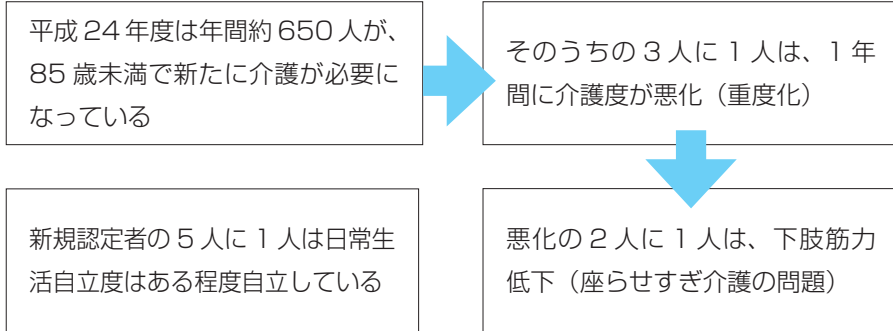 平成 24 年度は年間約 650 人が、
85 歳未満で新たに介護が必要に
なっている
そのうちの 3 人に 1 人は、1 年
間に介護度が悪化（重度化）
新規認定者の 5 人に 1 人は日常生
活自立度はある程度自立している
悪化の 2 人に 1 人は、下肢筋力
低下（座らせすぎ介護の問題）